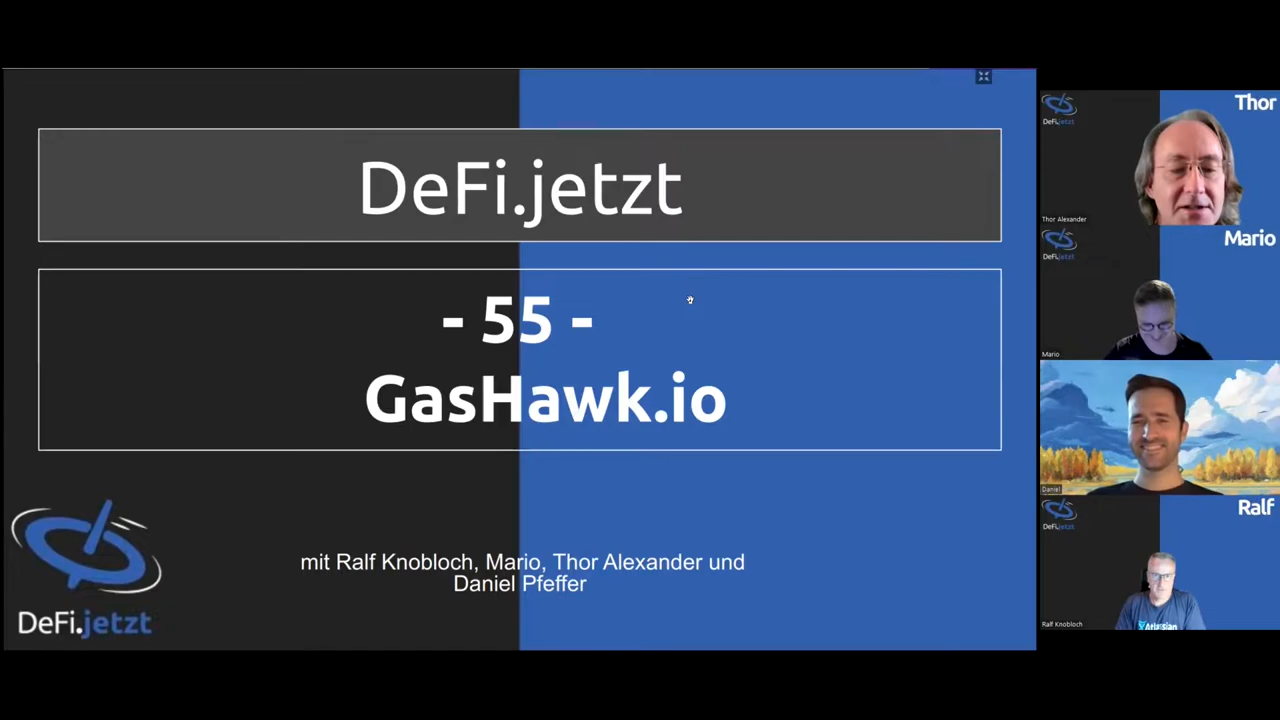 DeFi.jetzt
- 55 -
GasHawk.io
mit Ralf Knobloch, Mario, Thor Alexander und
Daniel Pfeffer
DeFi.jetzt
Thor
DeFi.jetzt
Thor Alexander
Mario
DeFi.jetzt
Mario
Daniel
Ralf
DeFi.jetzt
Atlassian
Ralf Knobloch